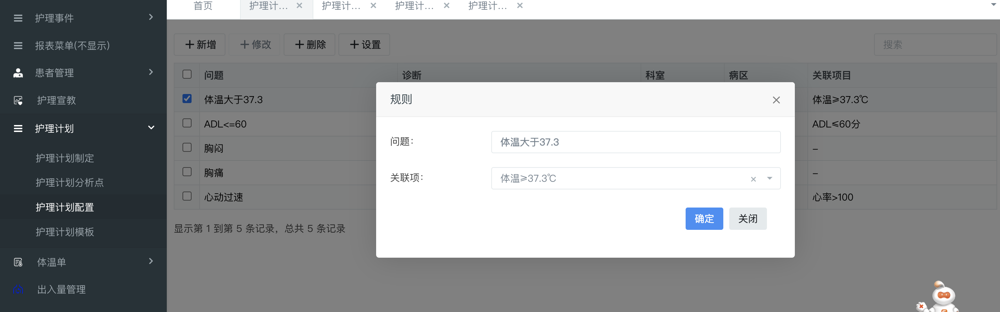 首页
护理计...
护理计...
护理计...
护理计...
护理事件
报表菜单(不显示)
患者管理
护理宣教
护理计划
护理计划制定
护理计划分析点
护理计划配置
护理计划模板
体温单
出入量管理
新增
修改
删除
设置
搜索
问题 诊断 科室 病区 关联项目
体温大于37.3 体温≥37.3℃
ADL<=60 ADL≤60分
胸闷 –
胸痛 –
心动过速 心率>100
显示第 1 到第 5 条记录，总共 5 条记录
规则
问题：
体温大于37.3
关联项：
体温≥37.3℃
确定
关闭